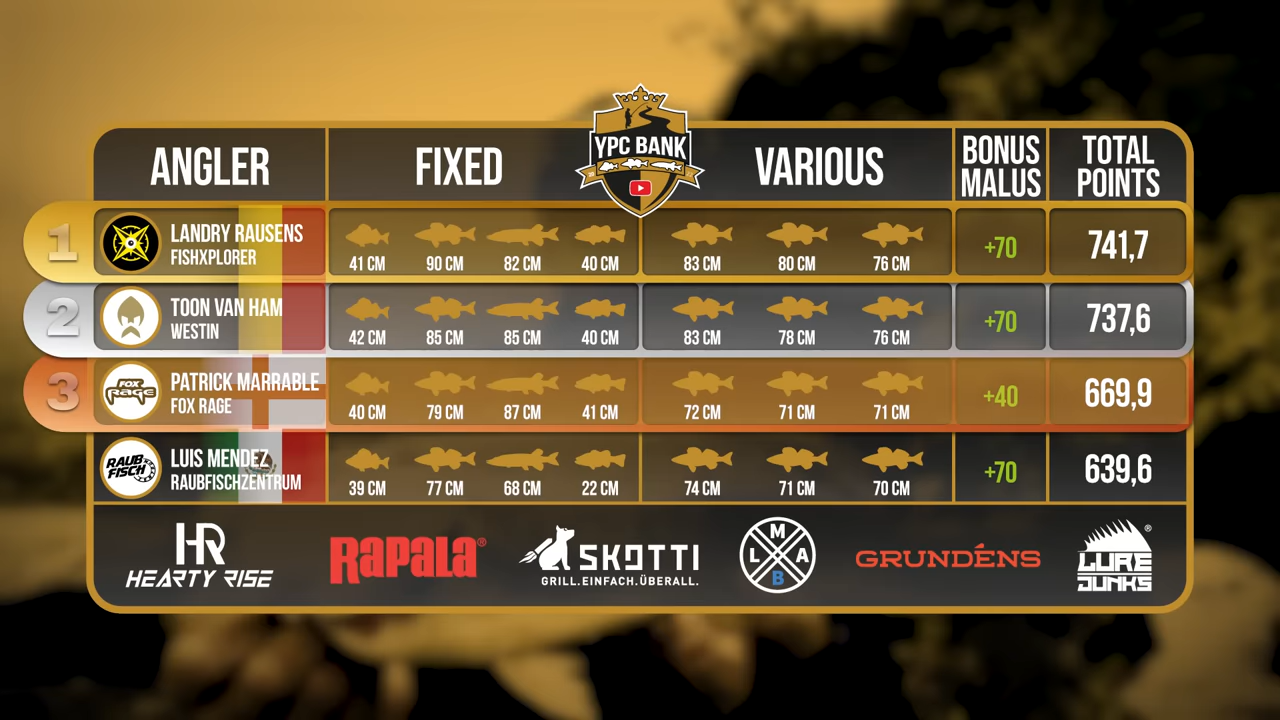 ANGLER
FIXED
YPC BANK
VARIOUS
BONUS
MALUS
TOTAL
POINTS
1
LANDRY RAUSENS
FISHXPLORER
41 CM 90 CM 82 CM 40 CM 83 CM 80 CM 76 CM
+70
741,7
2
TOON VAN HAM
WESTIN
42 CM 85 CM 85 CM 40 CM 83 CM 78 CM 76 CM
+70
737,6
3
FOX
RAGE
PATRICK MARRABLE
FOX RAGE
40 CM 79 CM 87 CM 41 CM 72 CM 71 CM 71 CM
+40
669,9
RAUB
FISCH
LUIS MENDEZ
RAUBFISCHZENTRUM
39 CM 77 CM 68 CM 22 CM 74 CM 71 CM 70 CM
+70
639,6
HR
HEARTY RISE
RAPALA®
SKOTTI
GRILL.EINFACH.ÜBERALL.
M
L A
B
GRUNDÉNS
LURE
JUNKS®